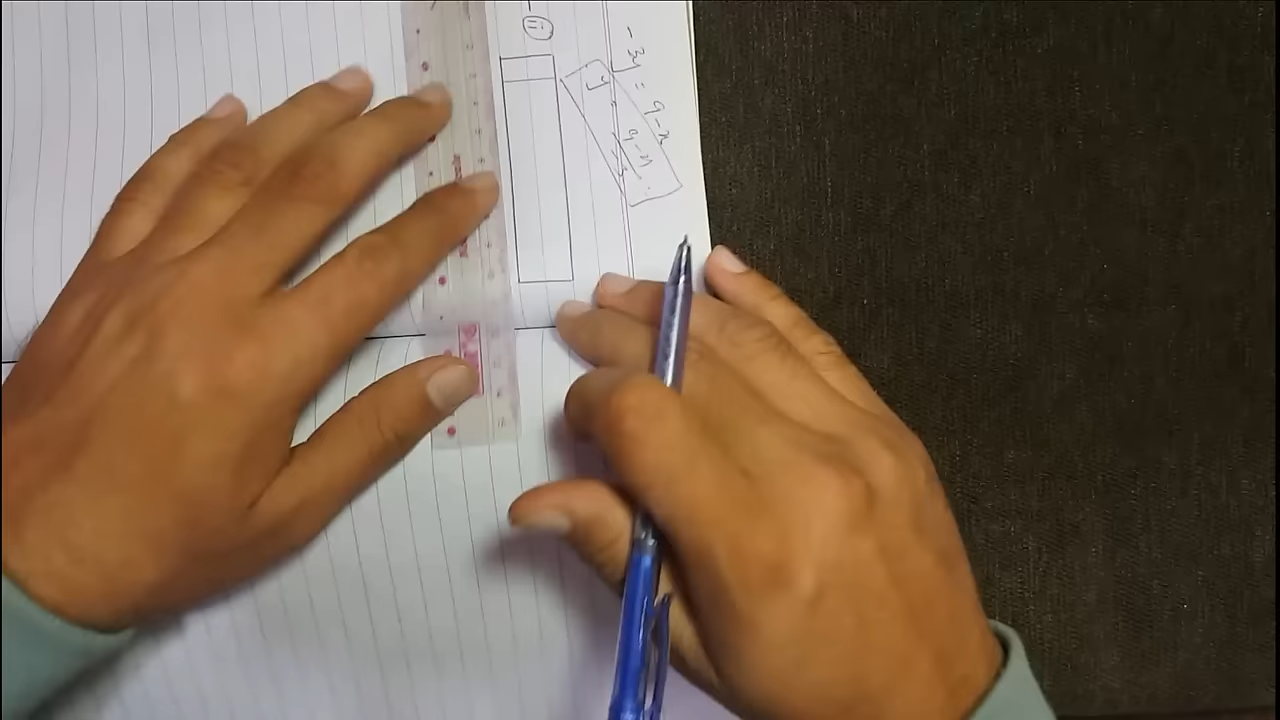 -3y = 9-x
y = 9-x
-3
- (ii)